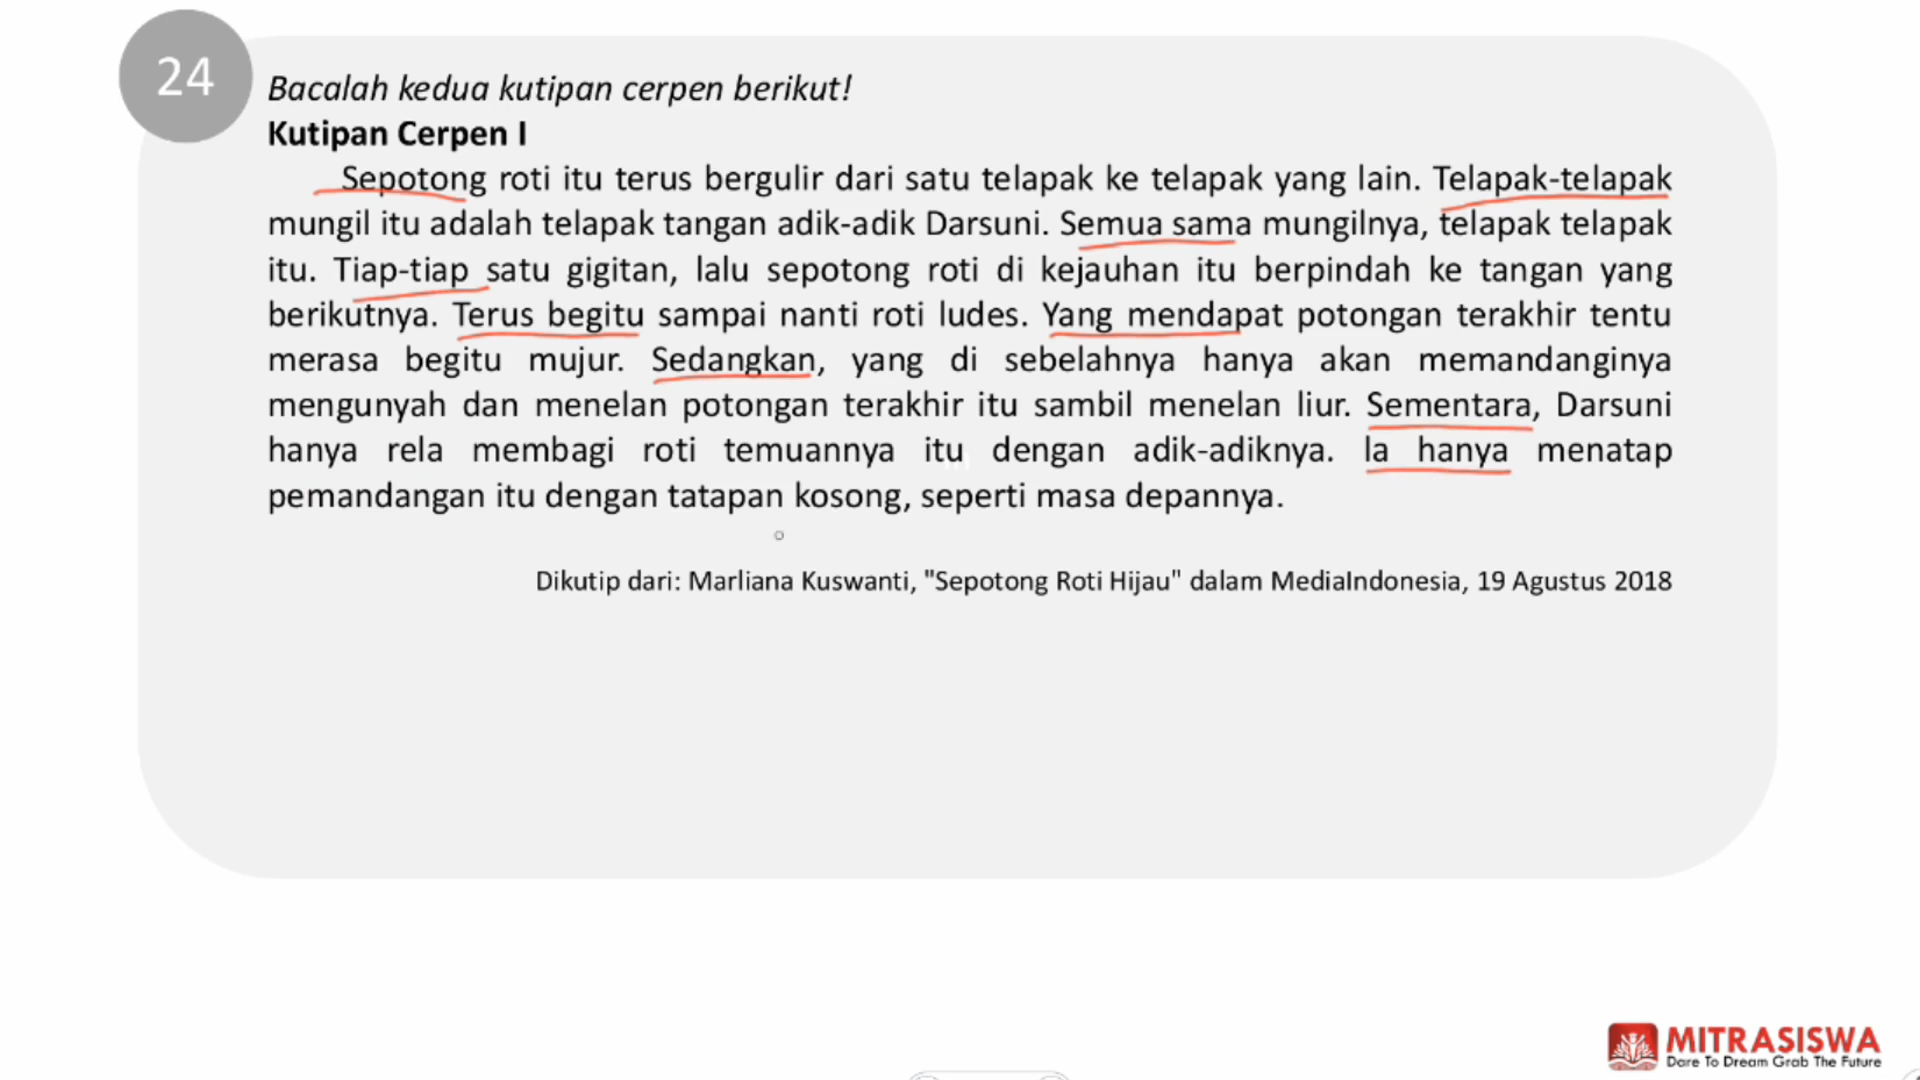 24
Bacalah kedua kutipan cerpen berikut!
Kutipan Cerpen I
Sepotong roti itu terus bergulir dari satu telapak ke telapak yang lain. Telapak-telapak
mungil itu adalah telapak tangan adik-adik Darsuni. Semua sama mungilnya, telapak telapak
itu. Tiap-tiap satu gigitan, lalu sepotong roti di kejauhan itu berpindah ke tangan yang
berikutnya. Terus begitu sampai nanti roti ludes. Yang mendapat potongan terakhir tentu
merasa begitu mujur. Sedangkan, yang di sebelahnya hanya akan memandanginya
mengunyah dan menelan potongan terakhir itu sambil menelan liur. Sementara, Darsuni
hanya rela membagi roti temuannya itu dengan adik-adiknya. Ia hanya menatap
pemandangan itu dengan tatapan kosong, seperti masa depannya.
Dikutip dari: Marliana Kuswanti, "Sepotong Roti Hijau" dalam MediaIndonesia, 19 Agustus 2018
MITRASISWA
Dare To Dream Grab The Future